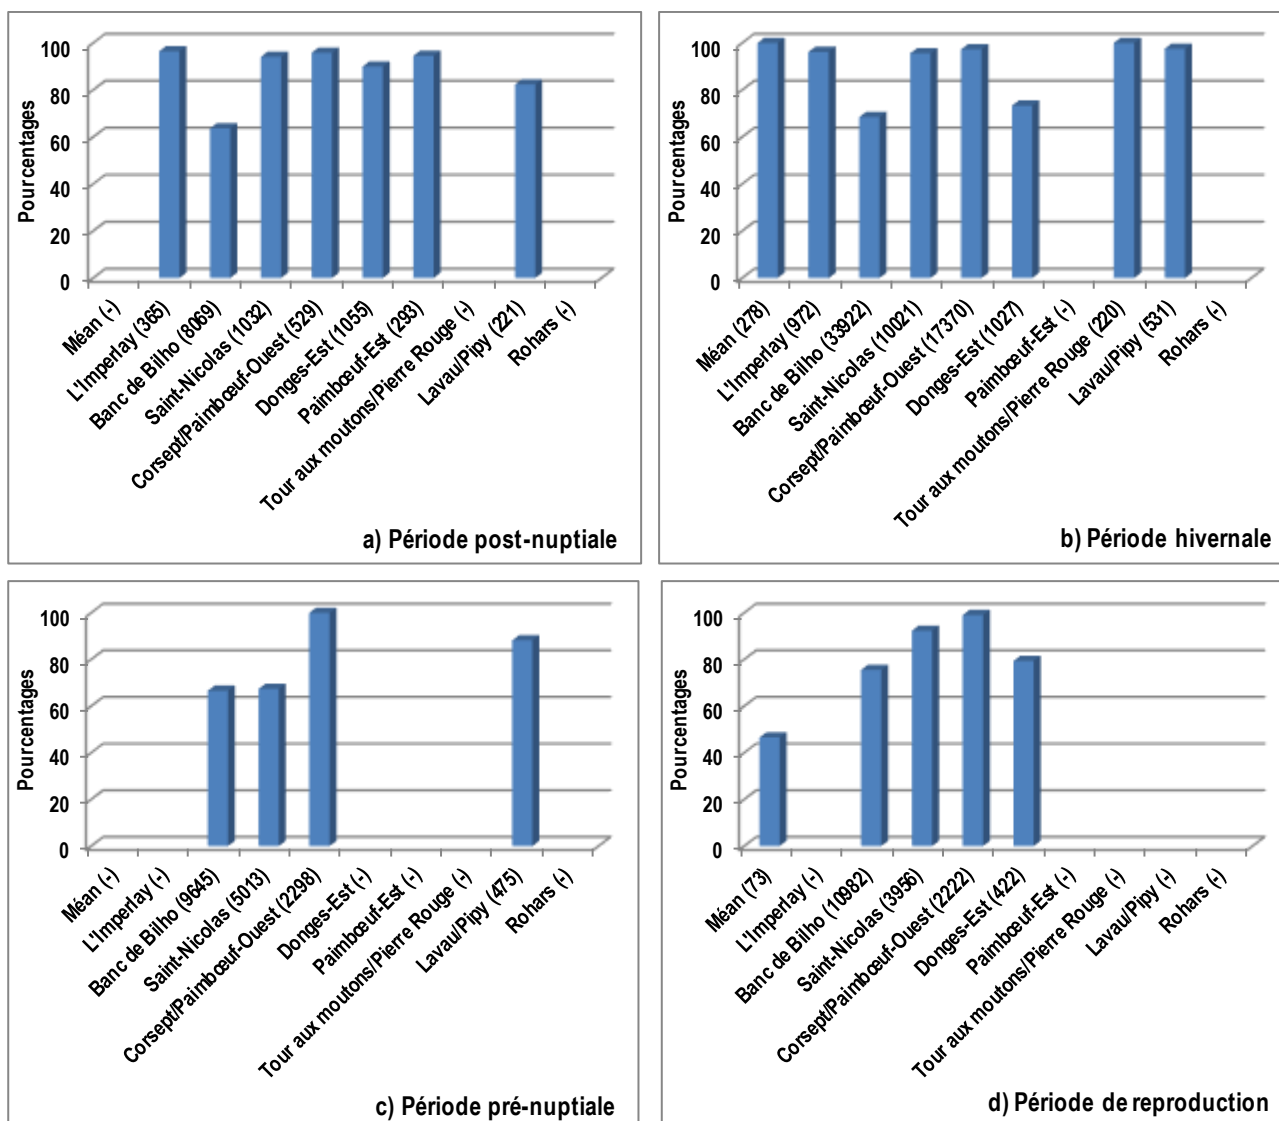 100
80
60
40
20
0
Pourcentages
Méan (-)
L'Imperlay (365)
Banc de Bilho (8069)
Saint-Nicolas (1032)
Corsept/Paimbœuf-Ouest (529)
Donges-Est (1055)
Paimbœuf-Est (293)
Tour aux moutons/Pierre Rouge (-)
Lavau/Pipy (221)
Rohars (-)
a) Période post-nuptiale
100
80
60
40
20
0
Pourcentages
Méan (278)
L'Imperlay (972)
Banc de Bilho (33922)
Saint-Nicolas (10021)
Corsept/Paimbœuf-Ouest (17370)
Donges-Est (1027)
Paimbœuf-Est (-)
Tour aux moutons/Pierre Rouge (220)
Lavau/Pipy (531)
Rohars (-)
b) Période hivernale
100
80
60
40
20
0
Pourcentages
Méan (-)
L'Imperlay (-)
Banc de Bilho (9645)
Saint-Nicolas (5013)
Corsept/Paimbœuf-Ouest (2298)
Donges-Est (-)
Paimbœuf-Est (-)
Tour aux moutons/Pierre Rouge (-)
Lavau/Pipy (475)
Rohars (-)
c) Période pré-nuptiale
100
80
60
40
20
0
Pourcentages
Méan (73)
L'Imperlay (-)
Banc de Bilho (10982)
Saint-Nicolas (3956)
Corsept/Paimbœuf-Ouest (2222)
Donges-Est (422)
Paimbœuf-Est (-)
Tour aux moutons/Pierre Rouge (-)
Lavau/Pipy (-)
Rohars (-)
d) Période de reproduction